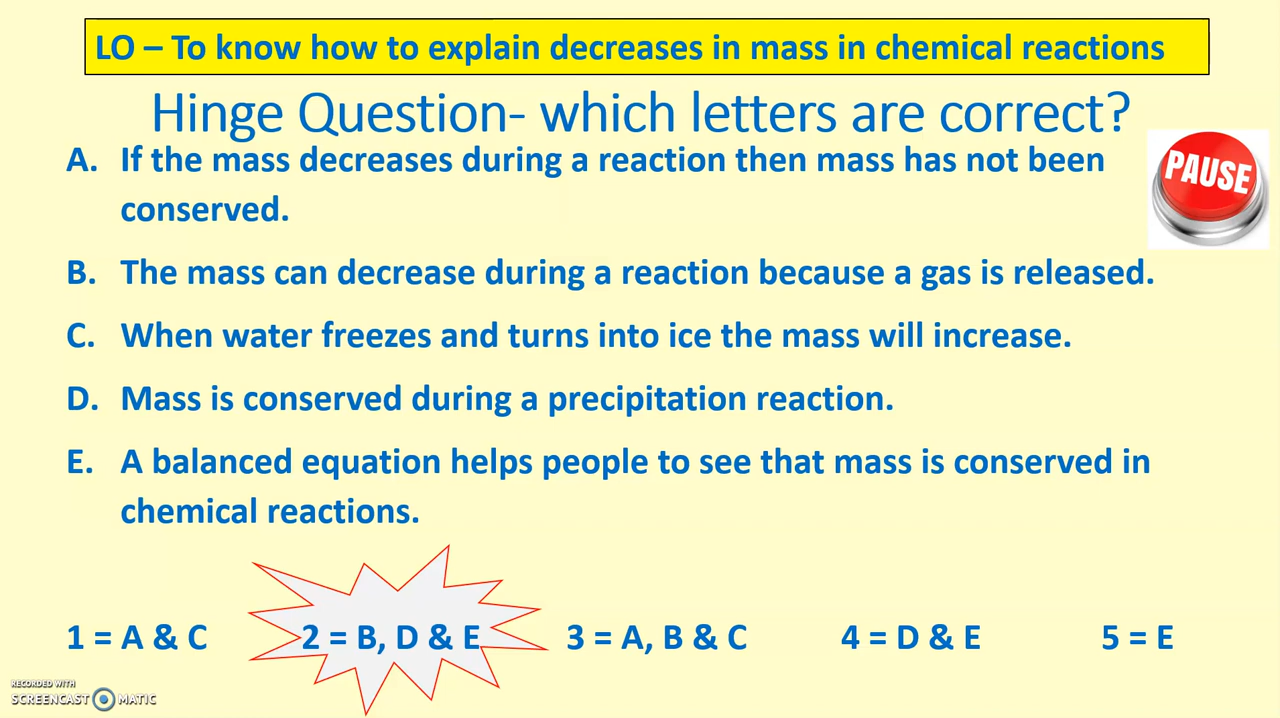 LO – To know how to explain decreases in mass in chemical reactions
Hinge Question- which letters are correct?
A. If the mass decreases during a reaction then mass has not been
conserved.
PAUSE
B. The mass can decrease during a reaction because a gas is released.
C. When water freezes and turns into ice the mass will increase.
D. Mass is conserved during a precipitation reaction.
E. A balanced equation helps people to see that mass is conserved in
chemical reactions.
1 = A & C 2 = B, D & E 3 = A, B & C 4 = D & E 5 = E
RECORDED WITH
SCREENCAST MATIC